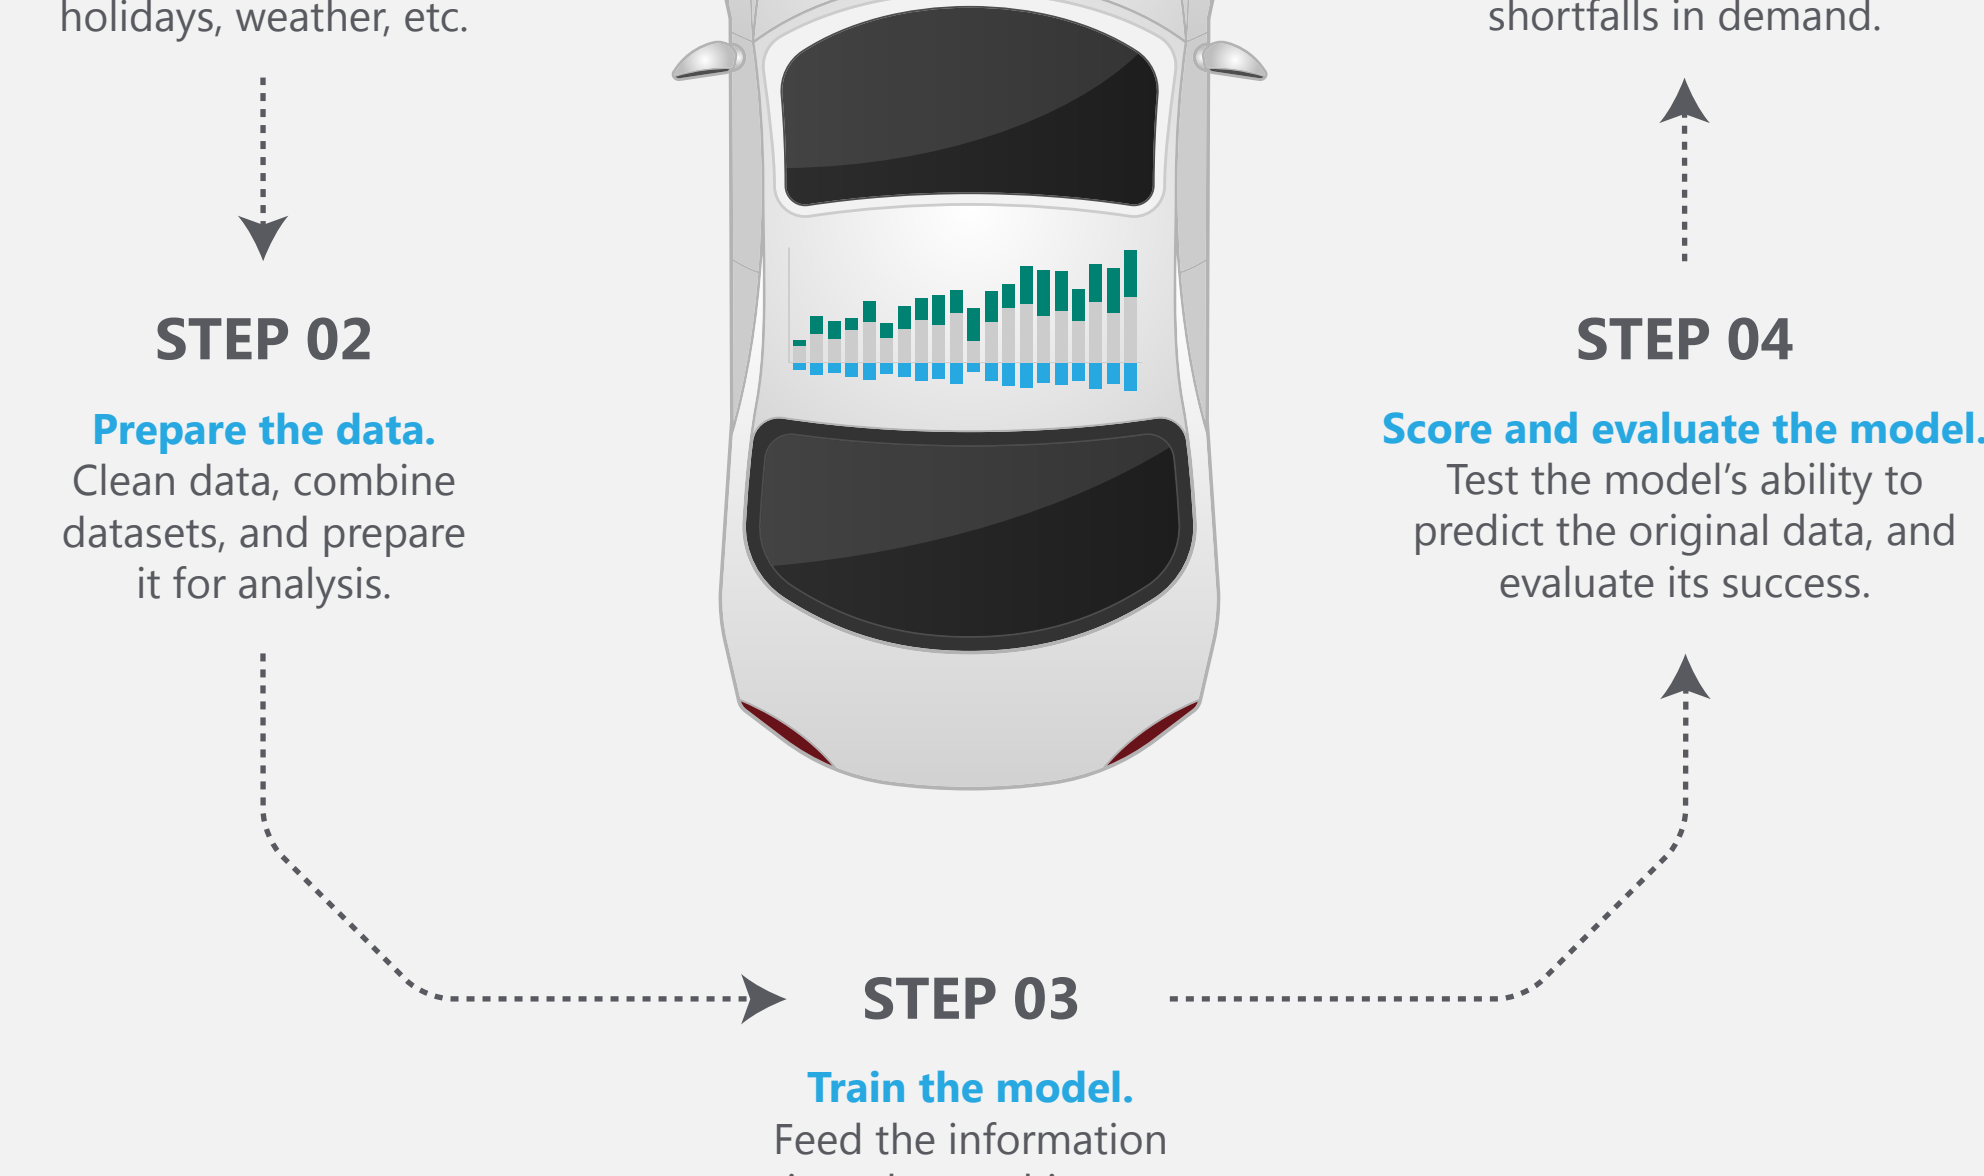 holidays, weather, etc.
STEP 02
Prepare the data.
Clean data, combine
datasets, and prepare
it for analysis.
STEP 03
Train the model.
Feed the information
shortfalls in demand.
STEP 04
Score and evaluate the model.
Test the model’s ability to
predict the original data, and
evaluate its success.